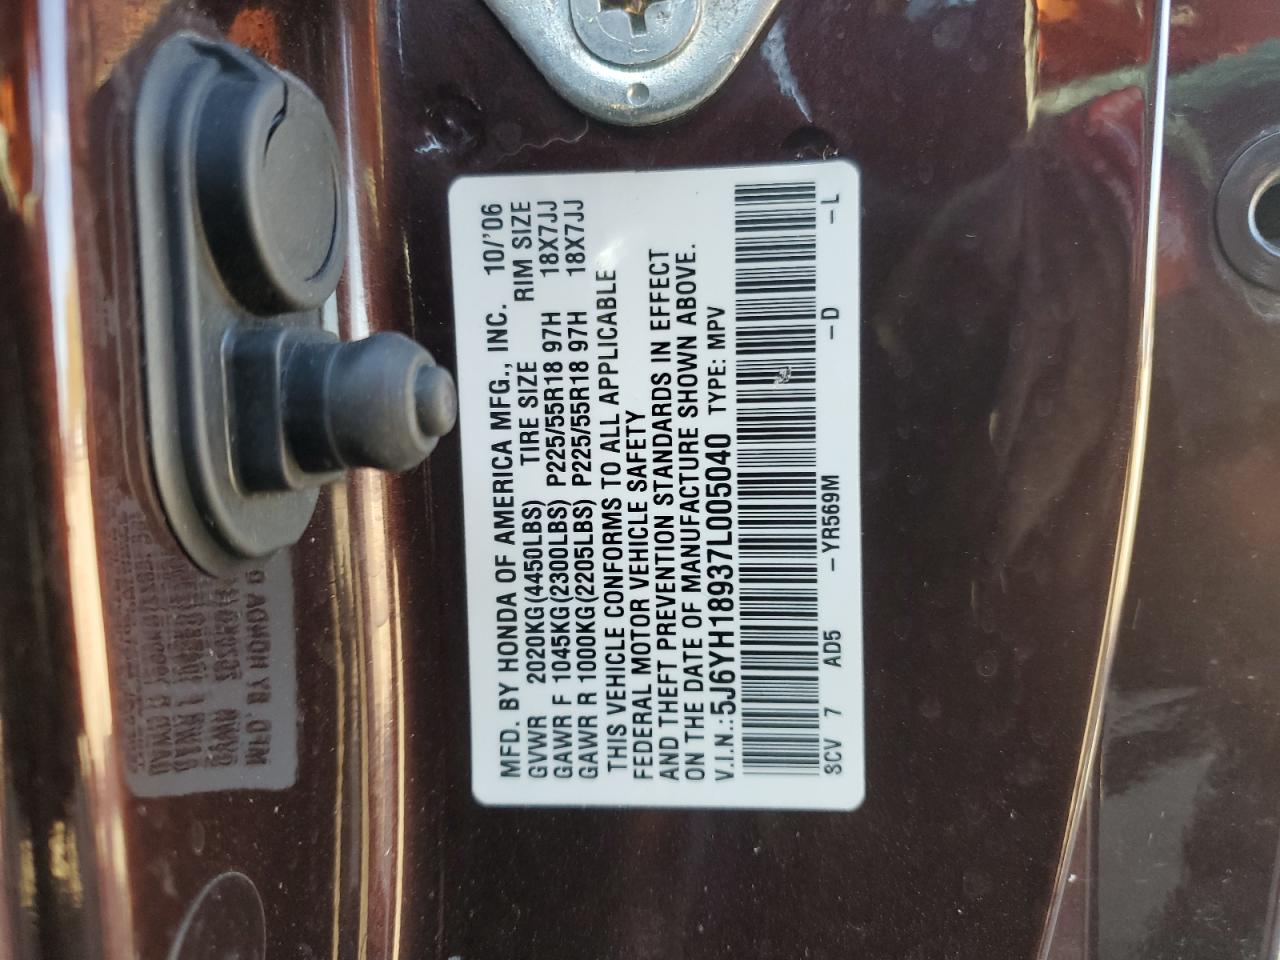 MFD. BY HONDA OF AMERICA MFG., INC. 10/'06
GVWR 2020KG(4450LBS) TIRE SIZE RIM SIZE
GAWR F 1045KG(2300LBS) P225/55R18 97H 18X7JJ
GAWR R 1000KG(2205LBS) P225/55R18 97H 18X7JJ
THIS VEHICLE CONFORMS TO ALL APPLICABLE
FEDERAL MOTOR VEHICLE SAFETY
AND THEFT PREVENTION STANDARDS IN EFFECT
ON THE DATE OF MANUFACTURE SHOWN ABOVE.
V.I.N.:5J6YH18937L005040 TYPE: MPV
SCV 7 AD5 -YR569M -D -L